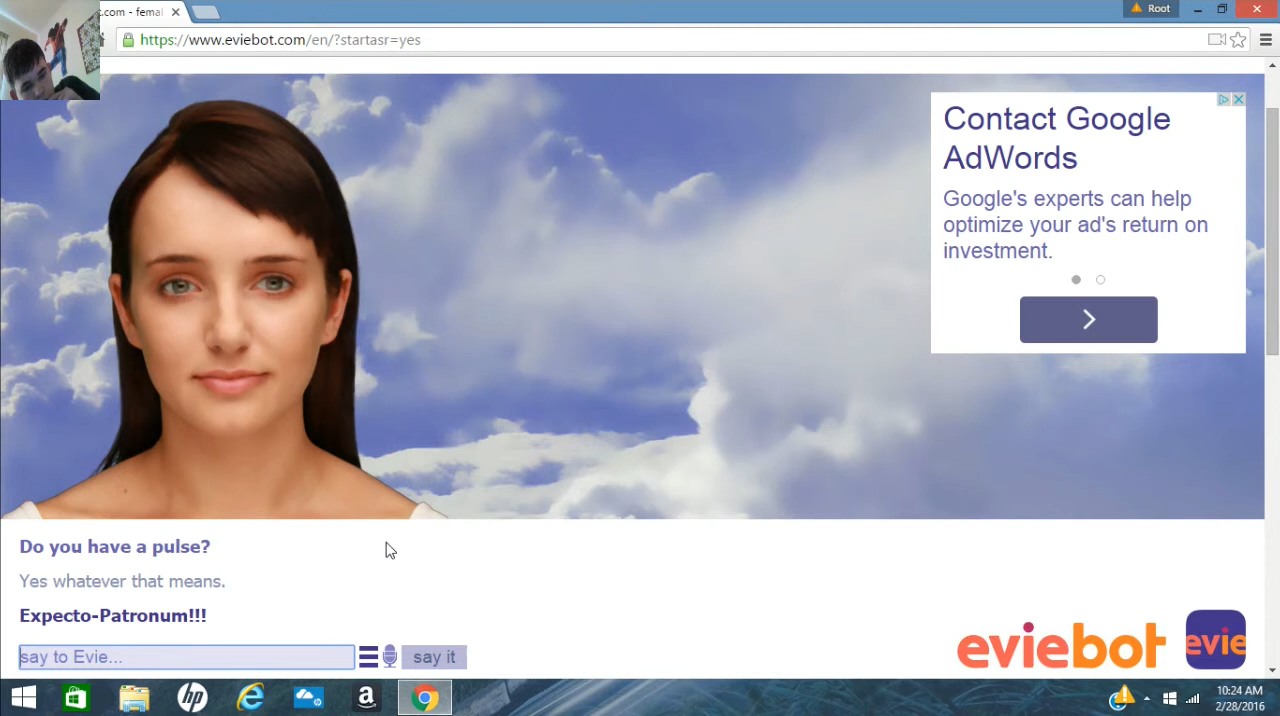 t.com - femal
Root
https://www.eviebot.com/en/?startasr=yes
Contact Google
AdWords
Google's experts can help
optimize your ad's return on
investment.
Do you have a pulse?
Yes whatever that means.
Expecto-Patronum!!!
say to Evie...
say it
eviebot
evie
hp
a
10:24 AM
2/28/2016